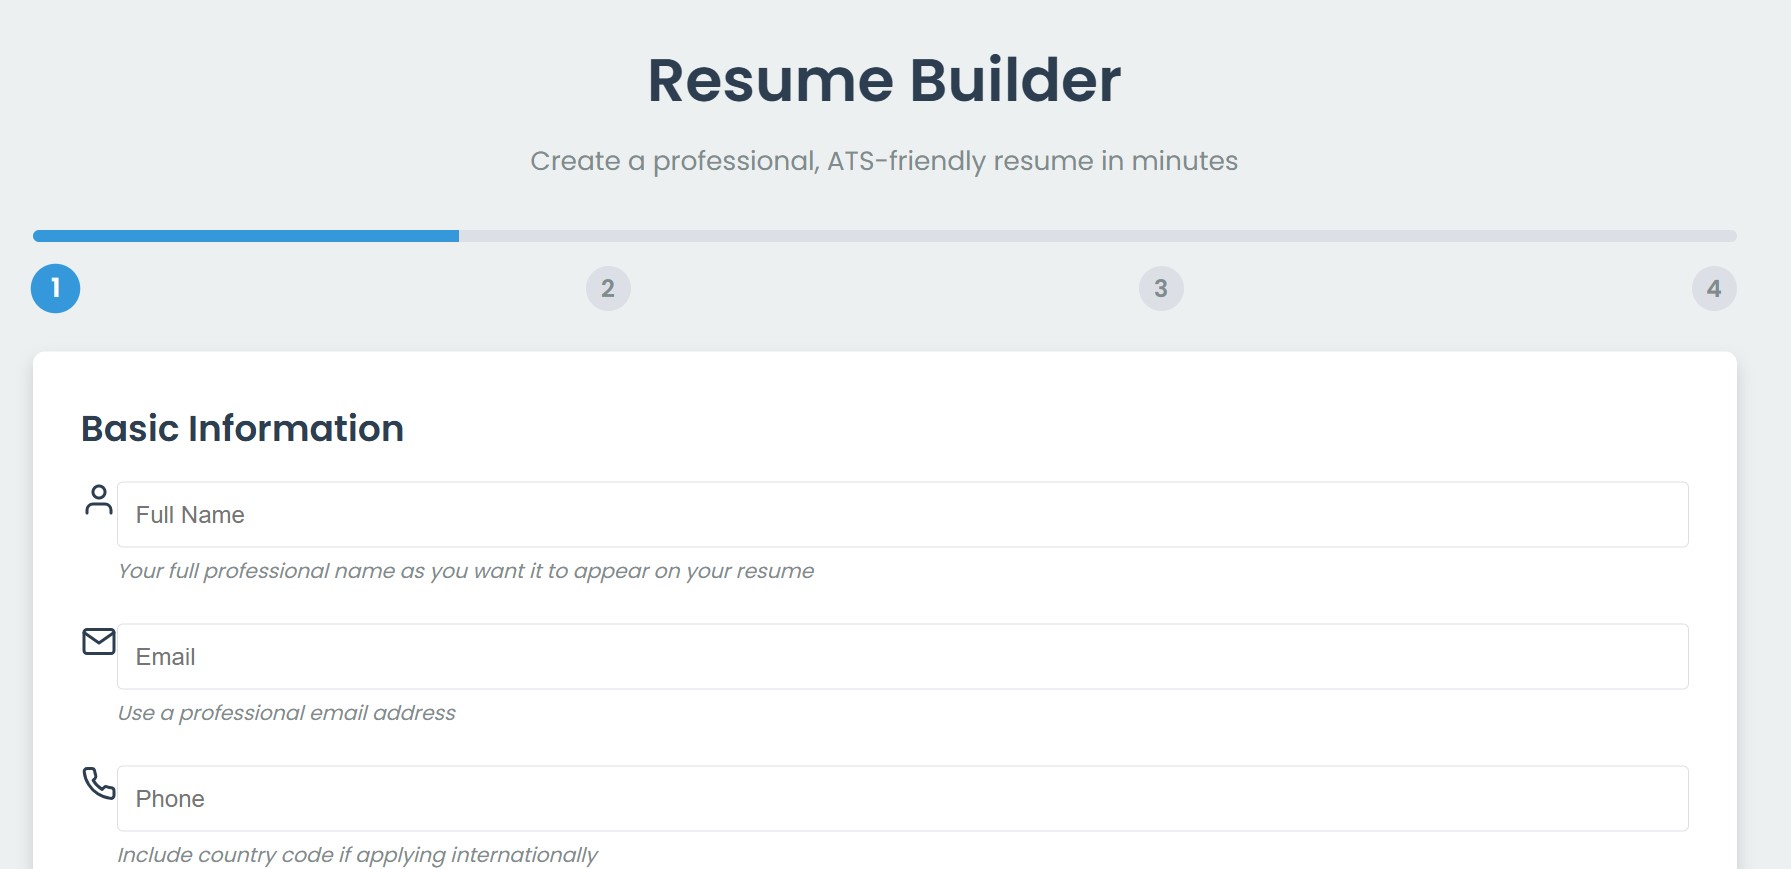 Resume Builder
Create a professional, ATS-friendly resume in minutes
1 2 3 4
Basic Information
Full Name
Your full professional name as you want it to appear on your resume
Email
Use a professional email address
Phone
Include country code if applying internationally